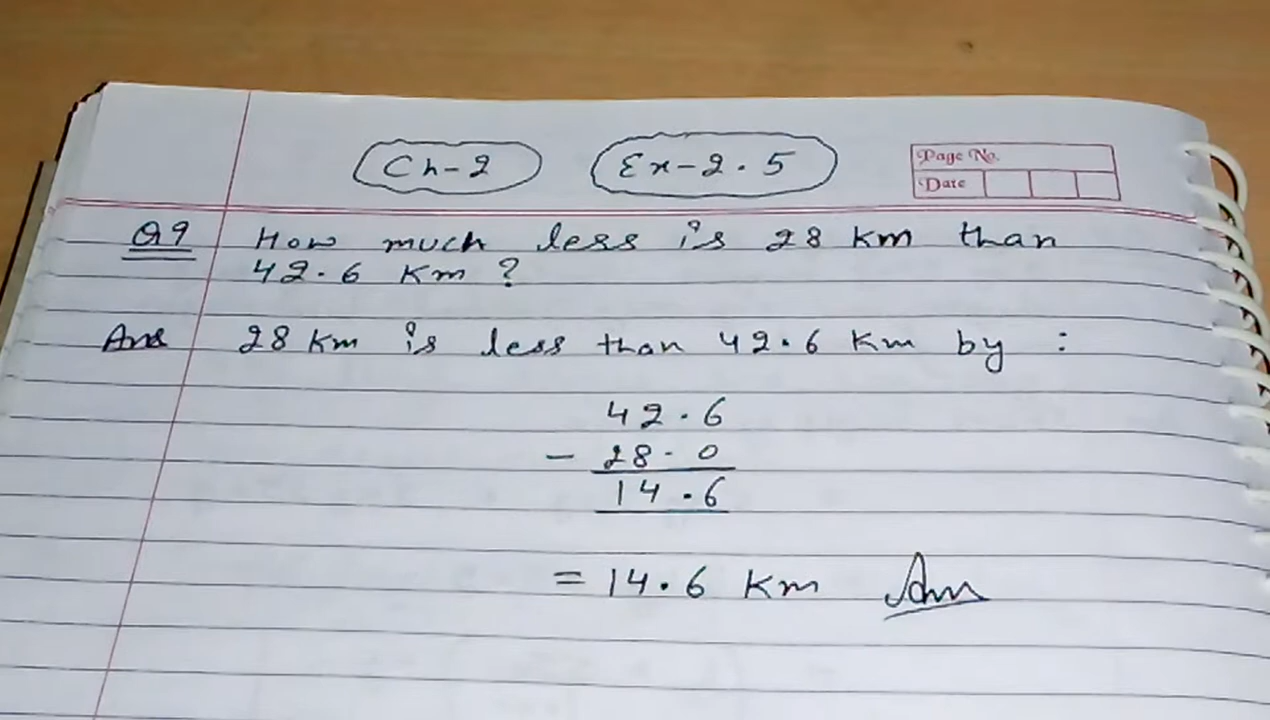 Ch-2 Ex-2.5
Page No.
Date
Q9 How much less is 28 km than
42.6 Km ?
Ans 28 Km is less than 42.6 Km by :
42.6
- 28.0
14.6
= 14.6 Km Ans